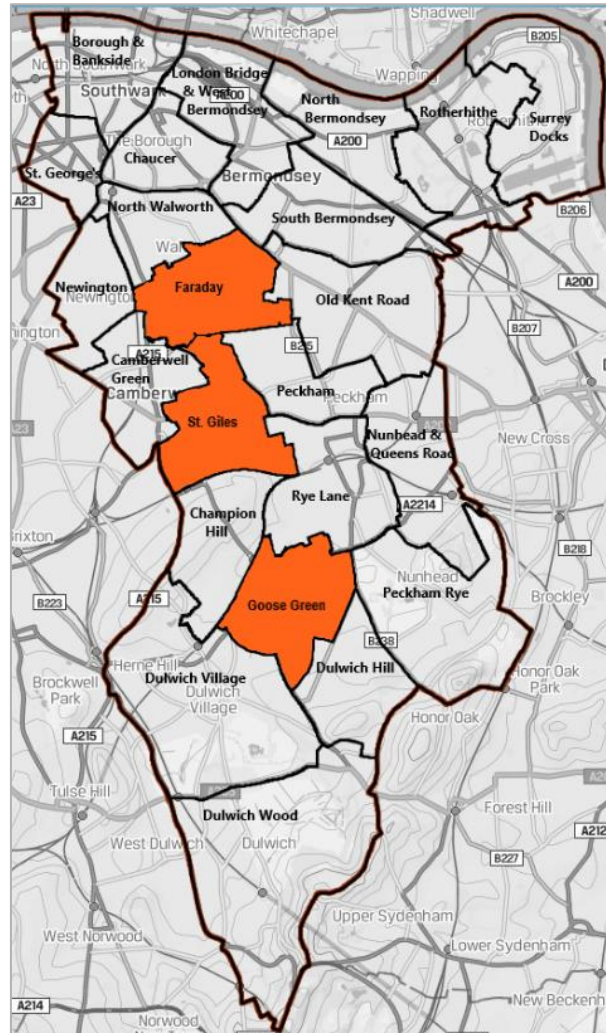 Shadwell
Borough &
Bankside
Whitechapel
B205
North Southwark
London Bridge
& West
Bermondsey
A200
Wapping
Southwark
North
Bermondsey
Rotherhithe
Surrey
Docks
The Borough
Chaucer
A200
St. George's
Bermondsey
A23
North Walworth
South Bermondsey
B206
Newington
Faraday
Old Kent Road
A200
B207
A215
B215
Camberwell
Green
Peckham
Peckham
St. Giles
Nunhead &
Queens Road
New Cross
Rye Lane
A2214
Champion
Hill
B218
Brixton
Nunhead
Peckham Rye
B223
A215
Goose Green
Brockley
B238
Herne Hill
Dulwich Village
Dulwich Hill
Dulwich
Village
Honor Oak
Park
Brockwell
Park
Honor Oak
A215
Tulse Hill
Dulwich Wood
Forest Hill
A212
West Dulwich
Dulwich
B227
Upper Sydenham
West Norwood
Lower Sydenham
New Beckenh
A214
Norwood